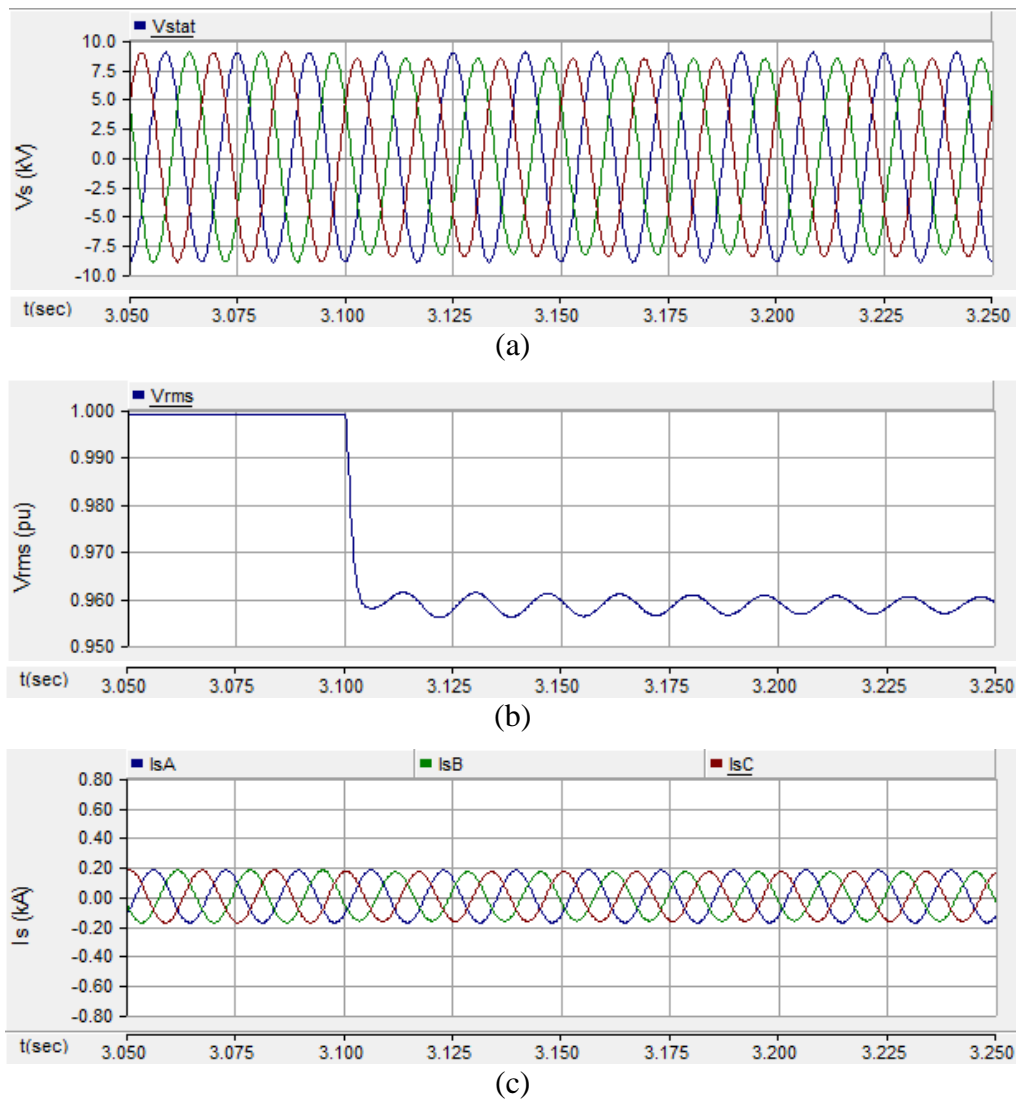 Vstat
Vs (kV)
10.0
7.5
5.0
2.5
0.0
-2.5
-5.0
-7.5
-10.0
t(sec) 3.050 3.075 3.100 3.125 3.150 3.175 3.200 3.225 3.250
(a)
Vrms
Vrms (pu)
1.000
0.990
0.980
0.970
0.960
0.950
t(sec) 3.050 3.075 3.100 3.125 3.150 3.175 3.200 3.225 3.250
(b)
IsA IsB IsC
Is (kA)
0.80
0.60
0.40
0.20
0.00
-0.20
-0.40
-0.60
-0.80
t(sec) 3.050 3.075 3.100 3.125 3.150 3.175 3.200 3.225 3.250
(c)